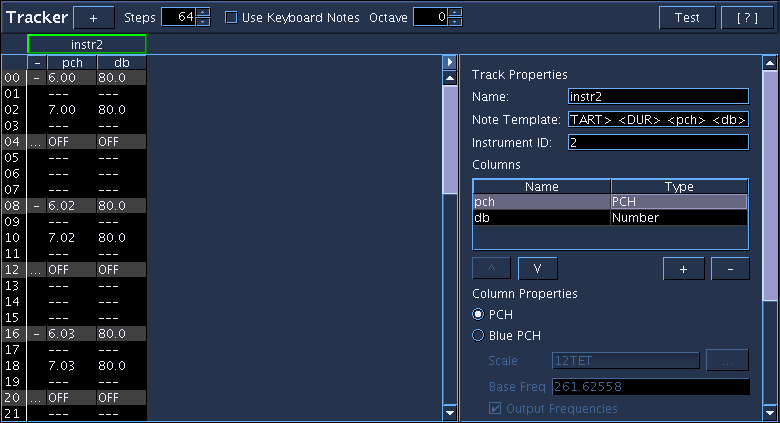 Tracker + Steps 64 Use Keyboard Notes Octave 0 Test [ ? ]
instr2
- pch db
00 - 6.00 80.0
01 --- ---
02 7.00 80.0
03 --- ---
04 ... OFF OFF
05 --- ---
06 --- ---
07 --- ---
08 - 6.02 80.0
09 --- ---
10 7.02 80.0
11 --- ---
12 ... OFF OFF
13 --- ---
14 --- ---
15 --- ---
16 - 6.03 80.0
17 --- ---
18 7.03 80.0
19 --- ---
20 ... OFF OFF
21 --- ---
Track Properties
Name: instr2
Note Template: TART> <DUR> <pch> <db>
Instrument ID: 2
Columns
Name Type
pch PCH
db Number
^ V + -
Column Properties
PCH
Blue PCH
Scale 12TET ...
Base Freq 261.62558
Output Frequencies